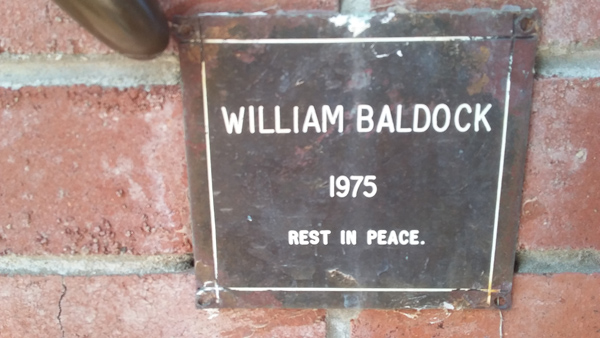 WILLIAM BALDOCK
1975
REST IN PEACE.